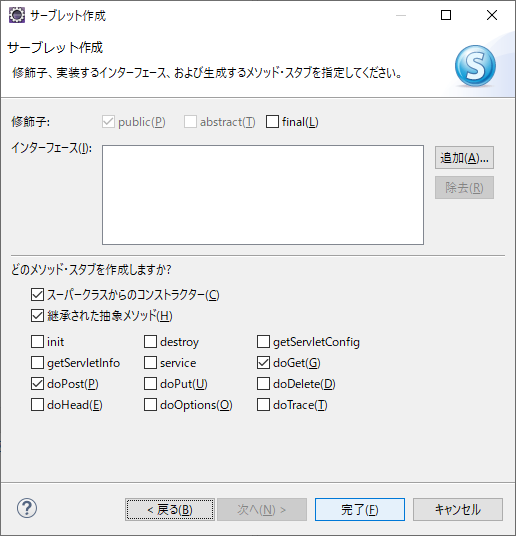 サーブレット作成
サーブレット作成
修飾子、実装するインターフェース、および生成するメソッド・スタブを指定してください。
S
修飾子: public(P) abstract(T) final(L)
インターフェース(I): 追加(A)...
除去(R)
どのメソッド・スタブを作成しますか?
スーパークラスからのコンストラクター(C)
継承された抽象メソッド(H)
init destroy getServletConfig
getServletInfo service doGet(G)
doPost(P) doPut(U) doDelete(D)
doHead(E) doOptions(O) doTrace(T)
? < 戻る(B) 次へ(N) > 完了(F) キャンセル